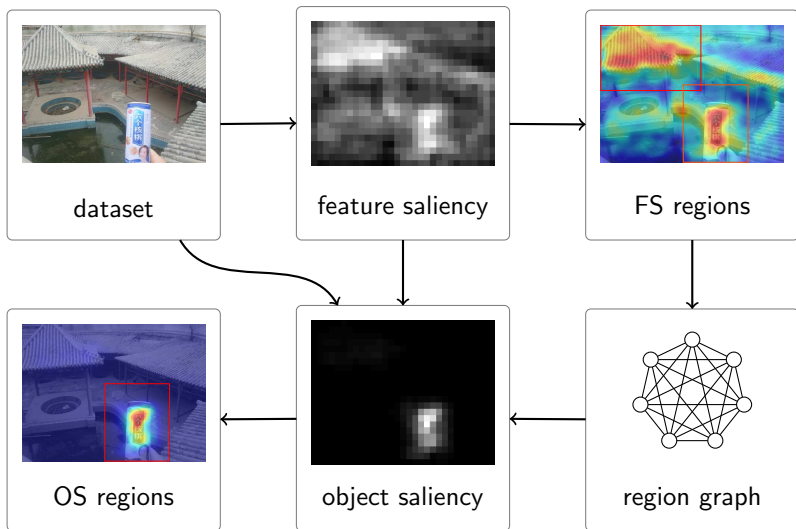 dataset
feature saliency
FS regions
OS regions
object saliency
region graph